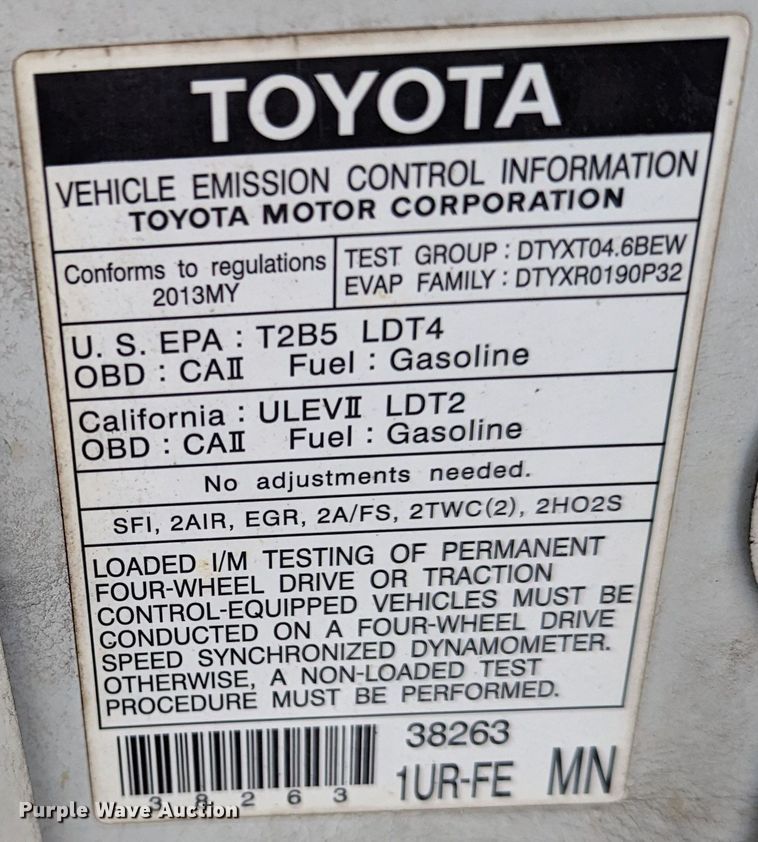 TOYOTA
VEHICLE EMISSION CONTROL INFORMATION
TOYOTA MOTOR CORPORATION
Conforms to regulations
2013MY
TEST GROUP : DTYXT04.6BEW
EVAP FAMILY : DTYXR0190P32
U. S. EPA : T2B5 LDT4
OBD : CAⅡ Fuel : Gasoline
California : ULEVⅡ LDT2
OBD : CAⅡ Fuel : Gasoline
No adjustments needed.
SFI, 2AIR, EGR, 2A/FS, 2TWC(2), 2HO2S
LOADED I/M TESTING OF PERMANENT
FOUR-WHEEL DRIVE OR TRACTION
CONTROL-EQUIPPED VEHICLES MUST BE
CONDUCTED ON A FOUR-WHEEL DRIVE
SPEED SYNCHRONIZED DYNAMOMETER.
OTHERWISE, A NON-LOADED TEST
PROCEDURE MUST BE PERFORMED.
38263
38263
1UR-FE MN
Purple Wave Auction